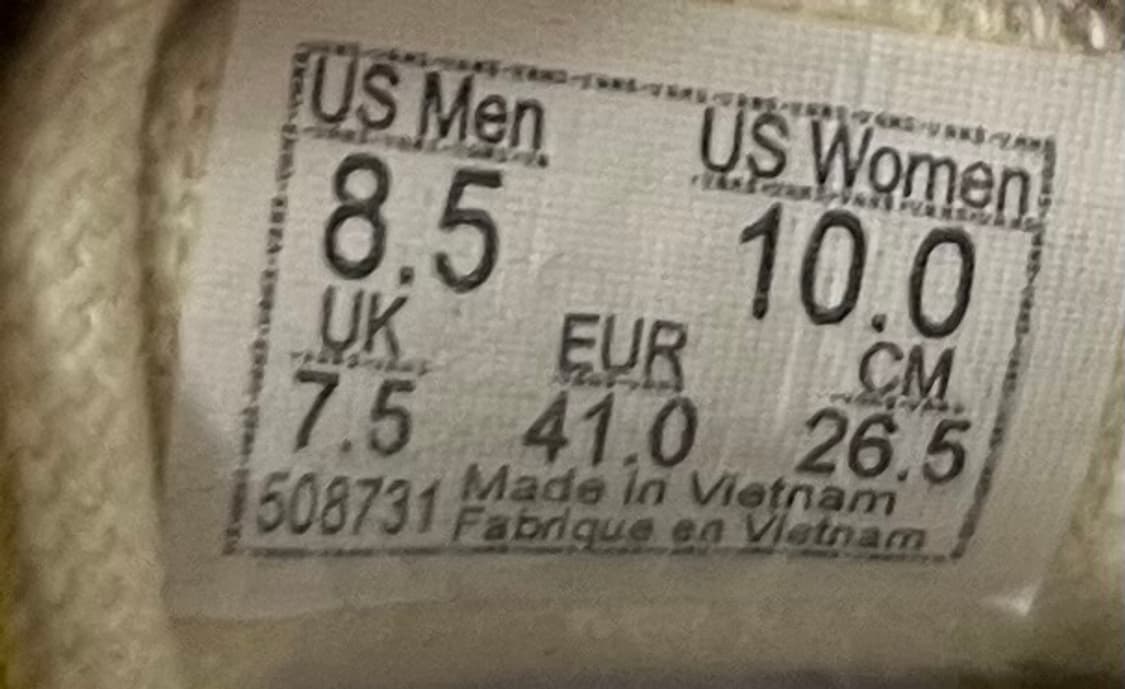 US Men US Women
8.5 10.0
UK EUR CM
7.5 41.0 26.5
508731 Made in Vietnam
Fabrique en Vietnam